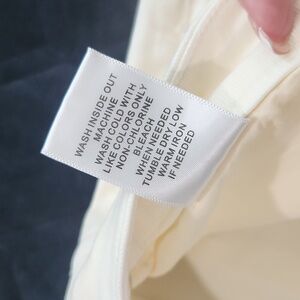 WASH INSIDE OUT
MACHINE
WASH COLD WITH
LIKE COLORS ONLY
NON-CHLORINE
BLEACH
WHEN NEEDED
TUMBLE DRY LOW
WARM IRON
IF NEEDED